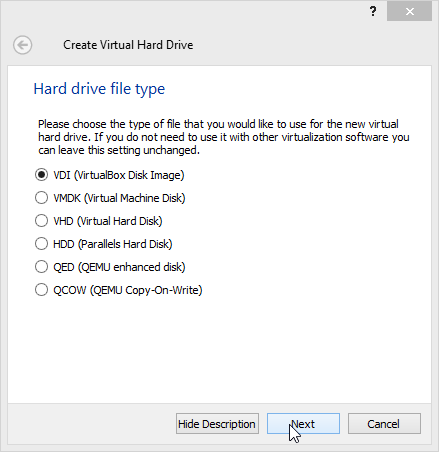 ?
Create Virtual Hard Drive
Hard drive file type
Please choose the type of file that you would like to use for the new virtual
hard drive. If you do not need to use it with other virtualization software you
can leave this setting unchanged.
VDI (VirtualBox Disk Image)
VMDK (Virtual Machine Disk)
VHD (Virtual Hard Disk)
HDD (Parallels Hard Disk)
QED (QEMU enhanced disk)
QCOW (QEMU Copy-On-Write)
Hide Description Next Cancel